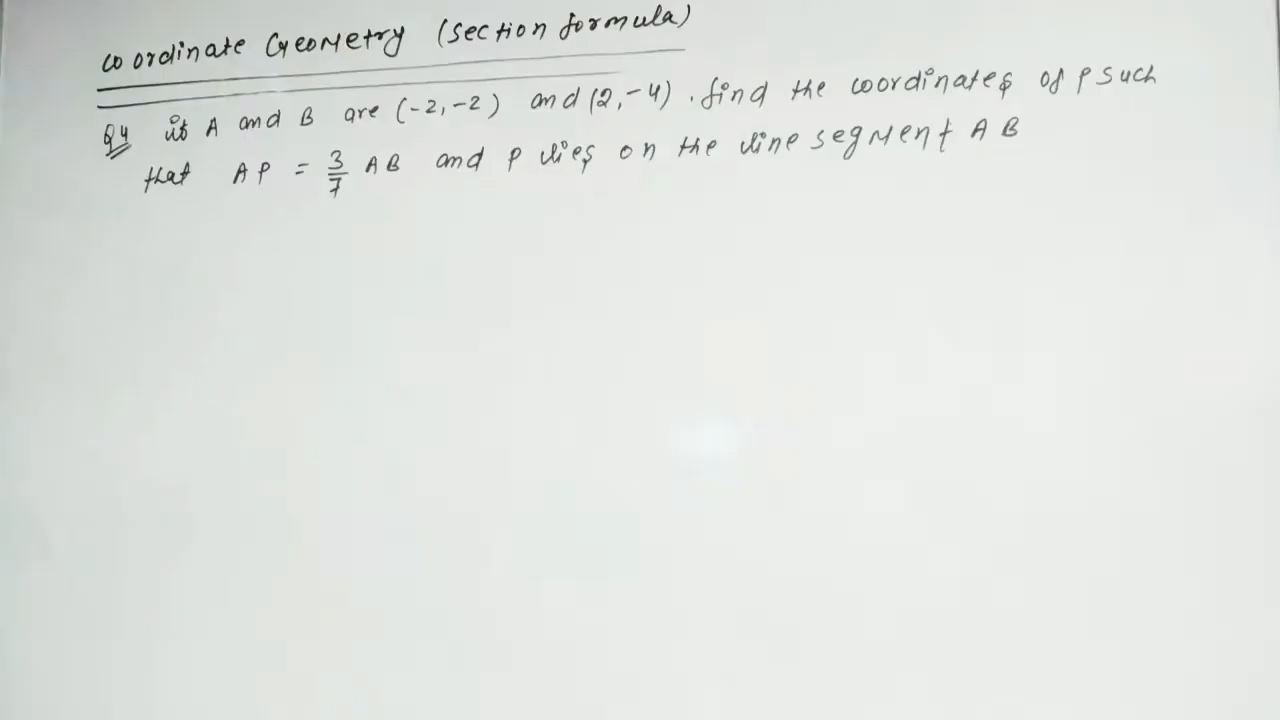 Coordinate Geometry (section formula)
Q4 if A and B are (-2,-2) and (2,-4). find the coordinates of P such
that AP = 3/7 AB and P lies on the line segment AB